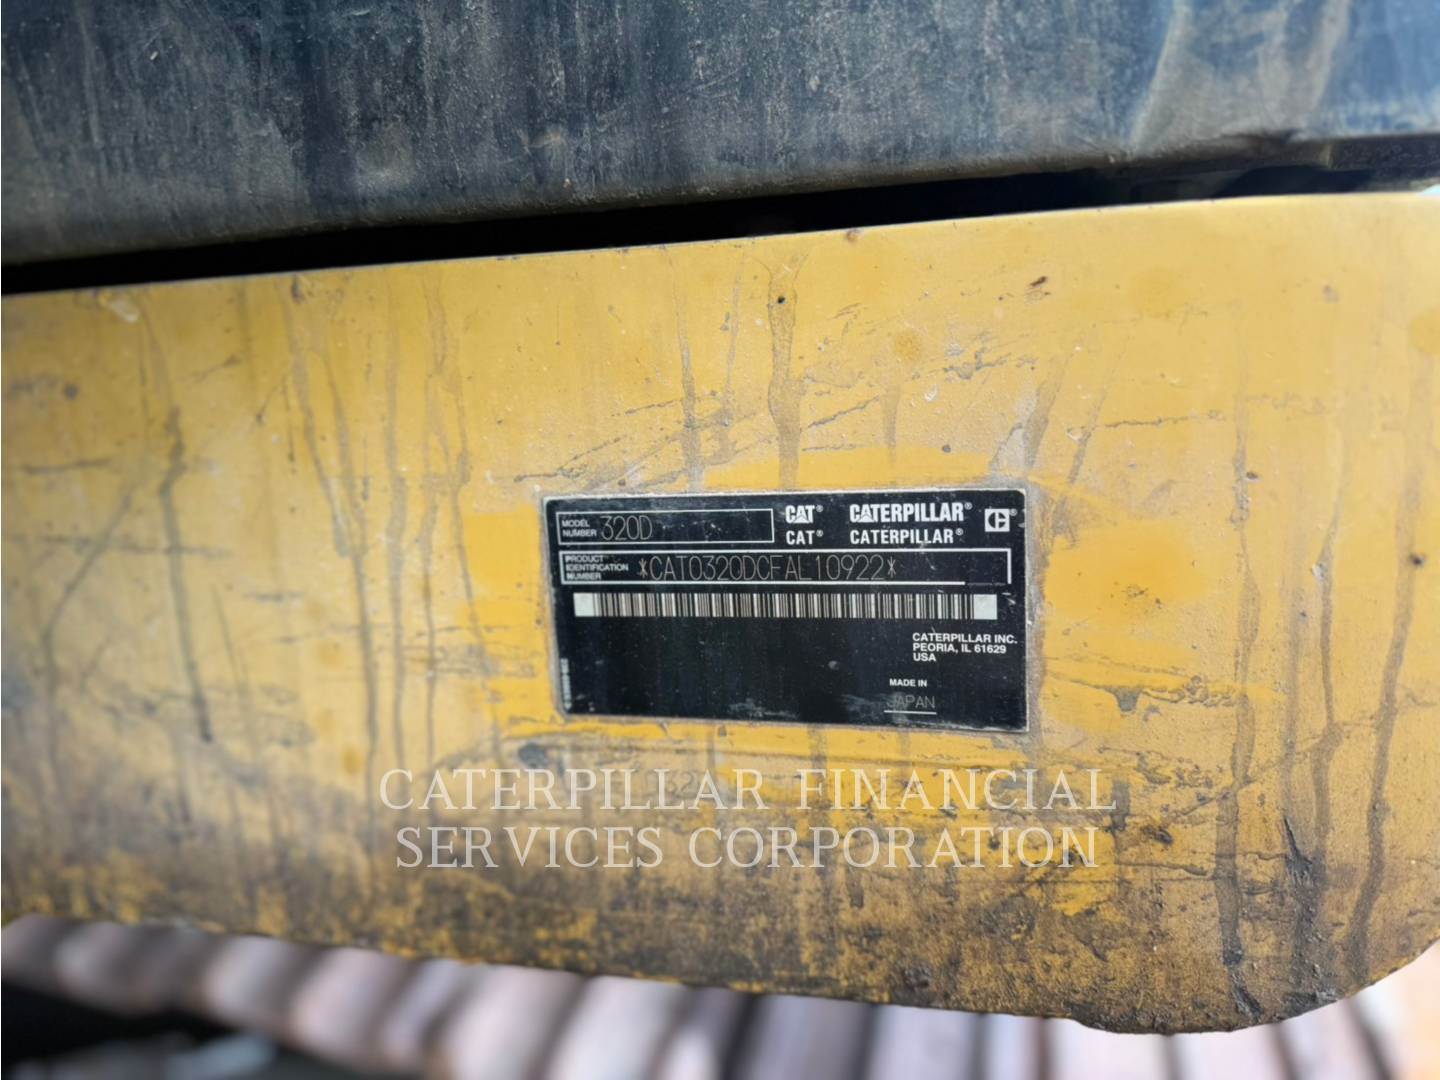 MODEL NUMBER 320D
CAT® CATERPILLAR®
CAT® CATERPILLAR®
PRODUCT IDENTIFICATION NUMBER *CAT0320DCFAL10922*
CATERPILLAR INC.
PEORIA, IL 61629
USA
MADE IN
JAPAN
CATERPILLAR FINANCIAL
SERVICES CORPORATION